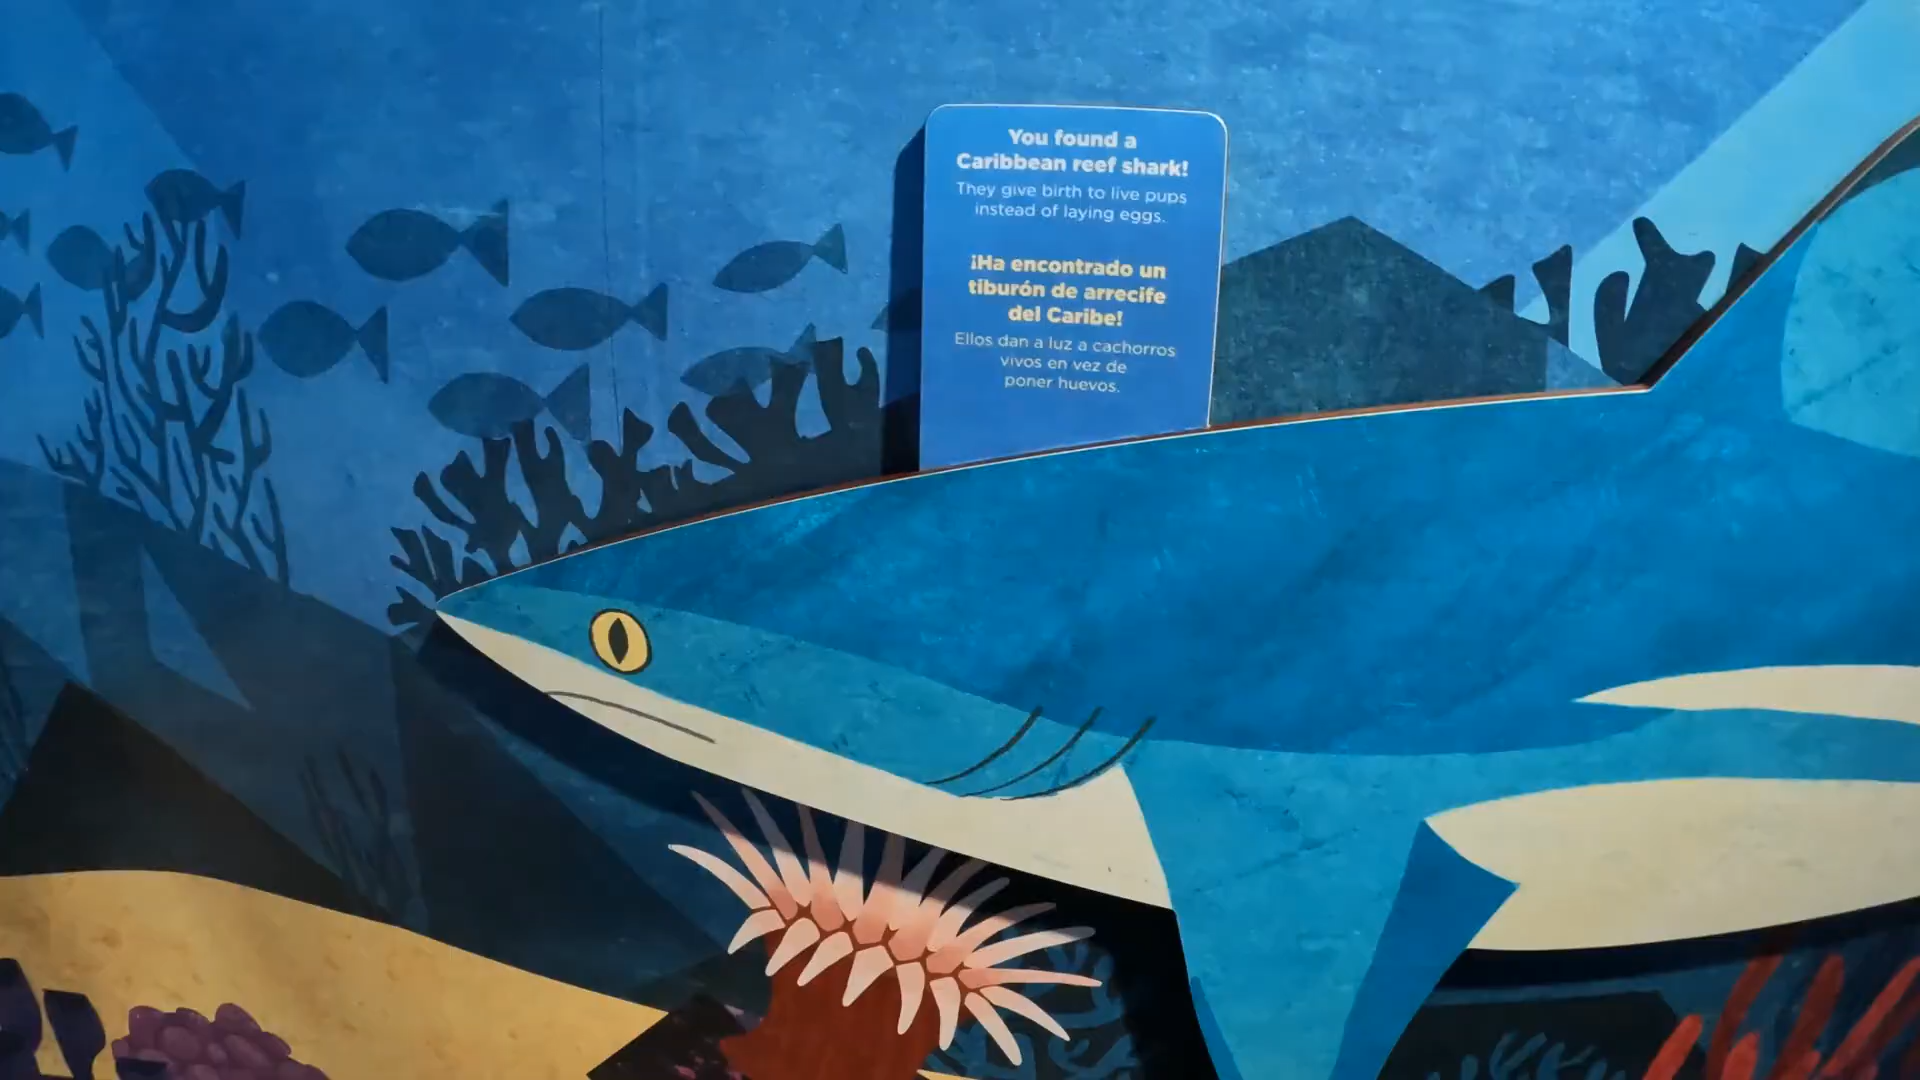 You found a
Caribbean reef shark!
They give birth to live pups
instead of laying eggs.
¡Ha encontrado un
tiburón de arrecife
del Caribe!
Ellos dan a luz a cachorros
vivos en vez de
poner huevos.